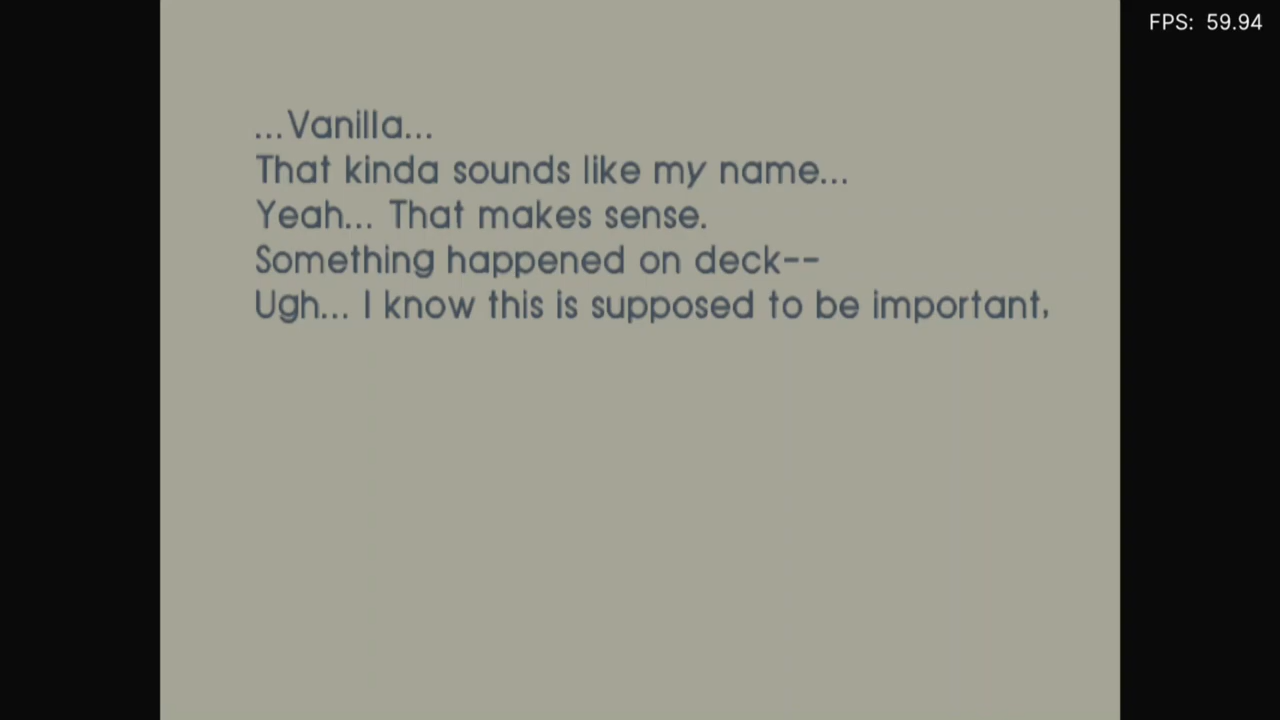 FPS: 59.94
...Vanilla...
That kinda sounds like my name...
Yeah... That makes sense.
Something happened on deck--
Ugh... I know this is supposed to be important,